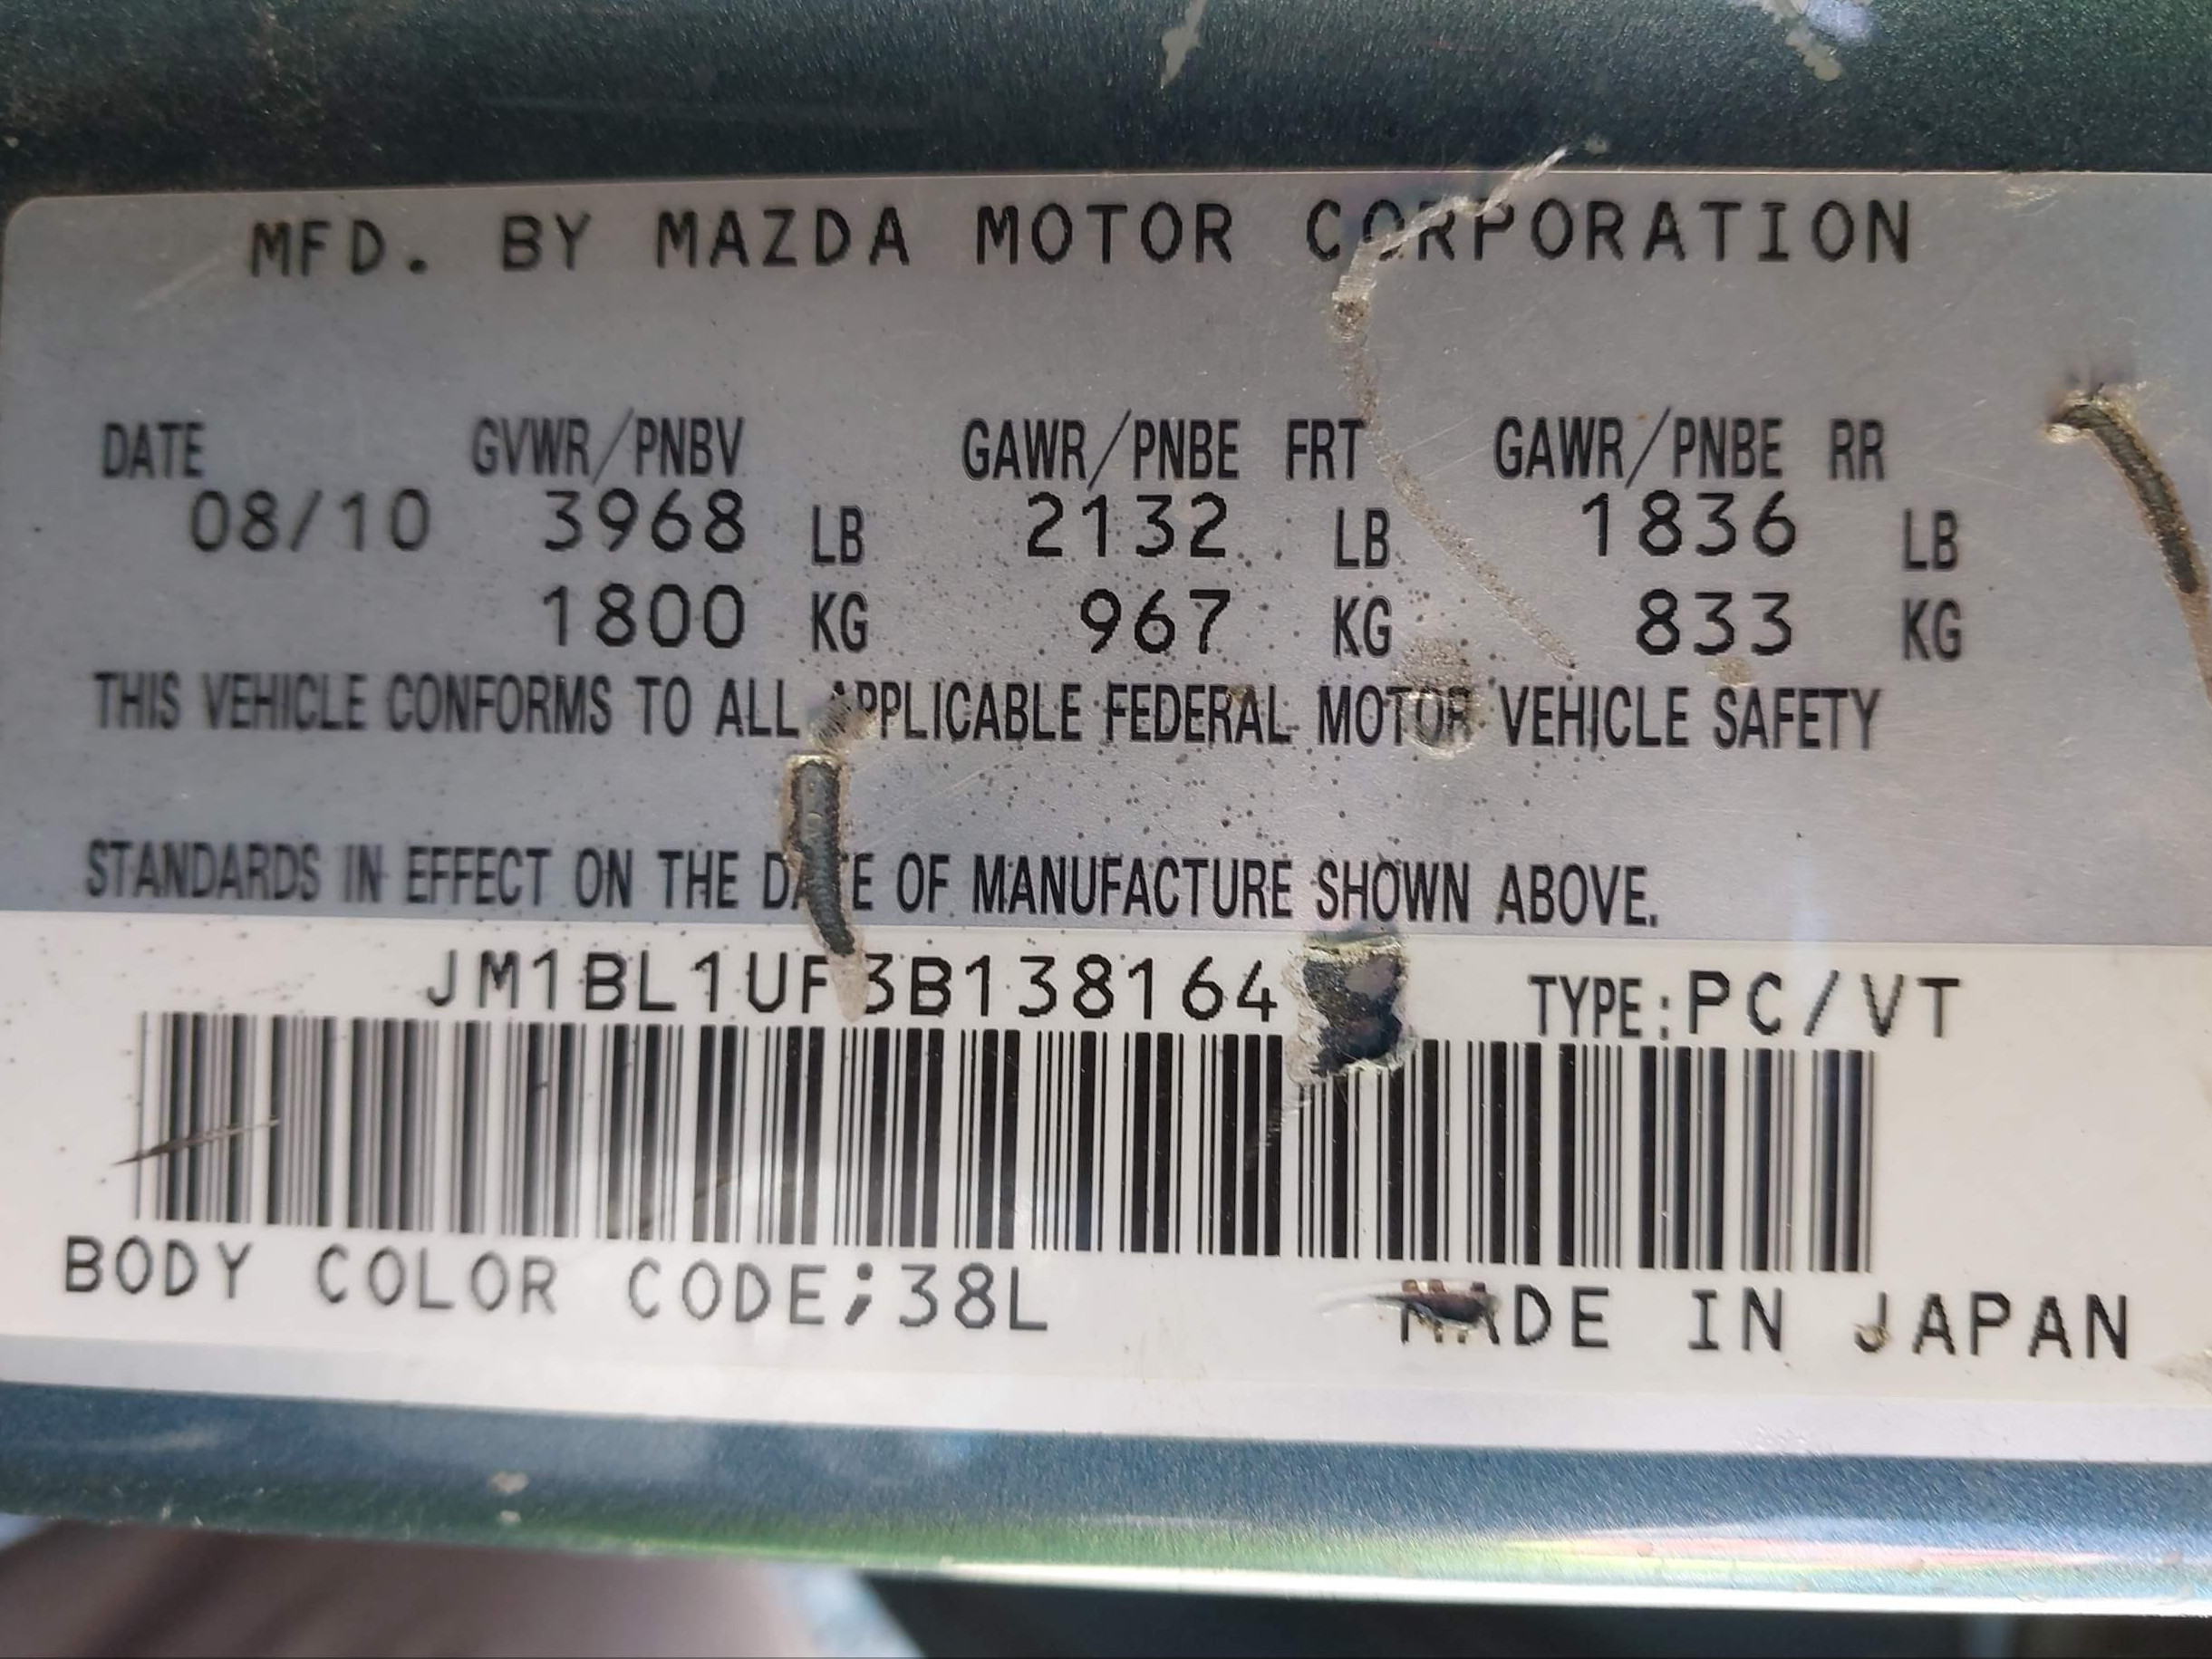 MFD. BY MAZDA MOTOR CORPORATION
DATE GVWR/PNBV GAWR/PNBE FRT GAWR/PNBE RR
08/10 3968 LB 2132 LB 1836 LB
1800 KG 967 KG 833 KG
THIS VEHICLE CONFORMS TO ALL APPLICABLE FEDERAL MOTOR VEHICLE SAFETY
STANDARDS IN EFFECT ON THE DATE OF MANUFACTURE SHOWN ABOVE.
JM1BL1UF3B138164 TYPE:PC/VT
BODY COLOR CODE;38L MADE IN JAPAN